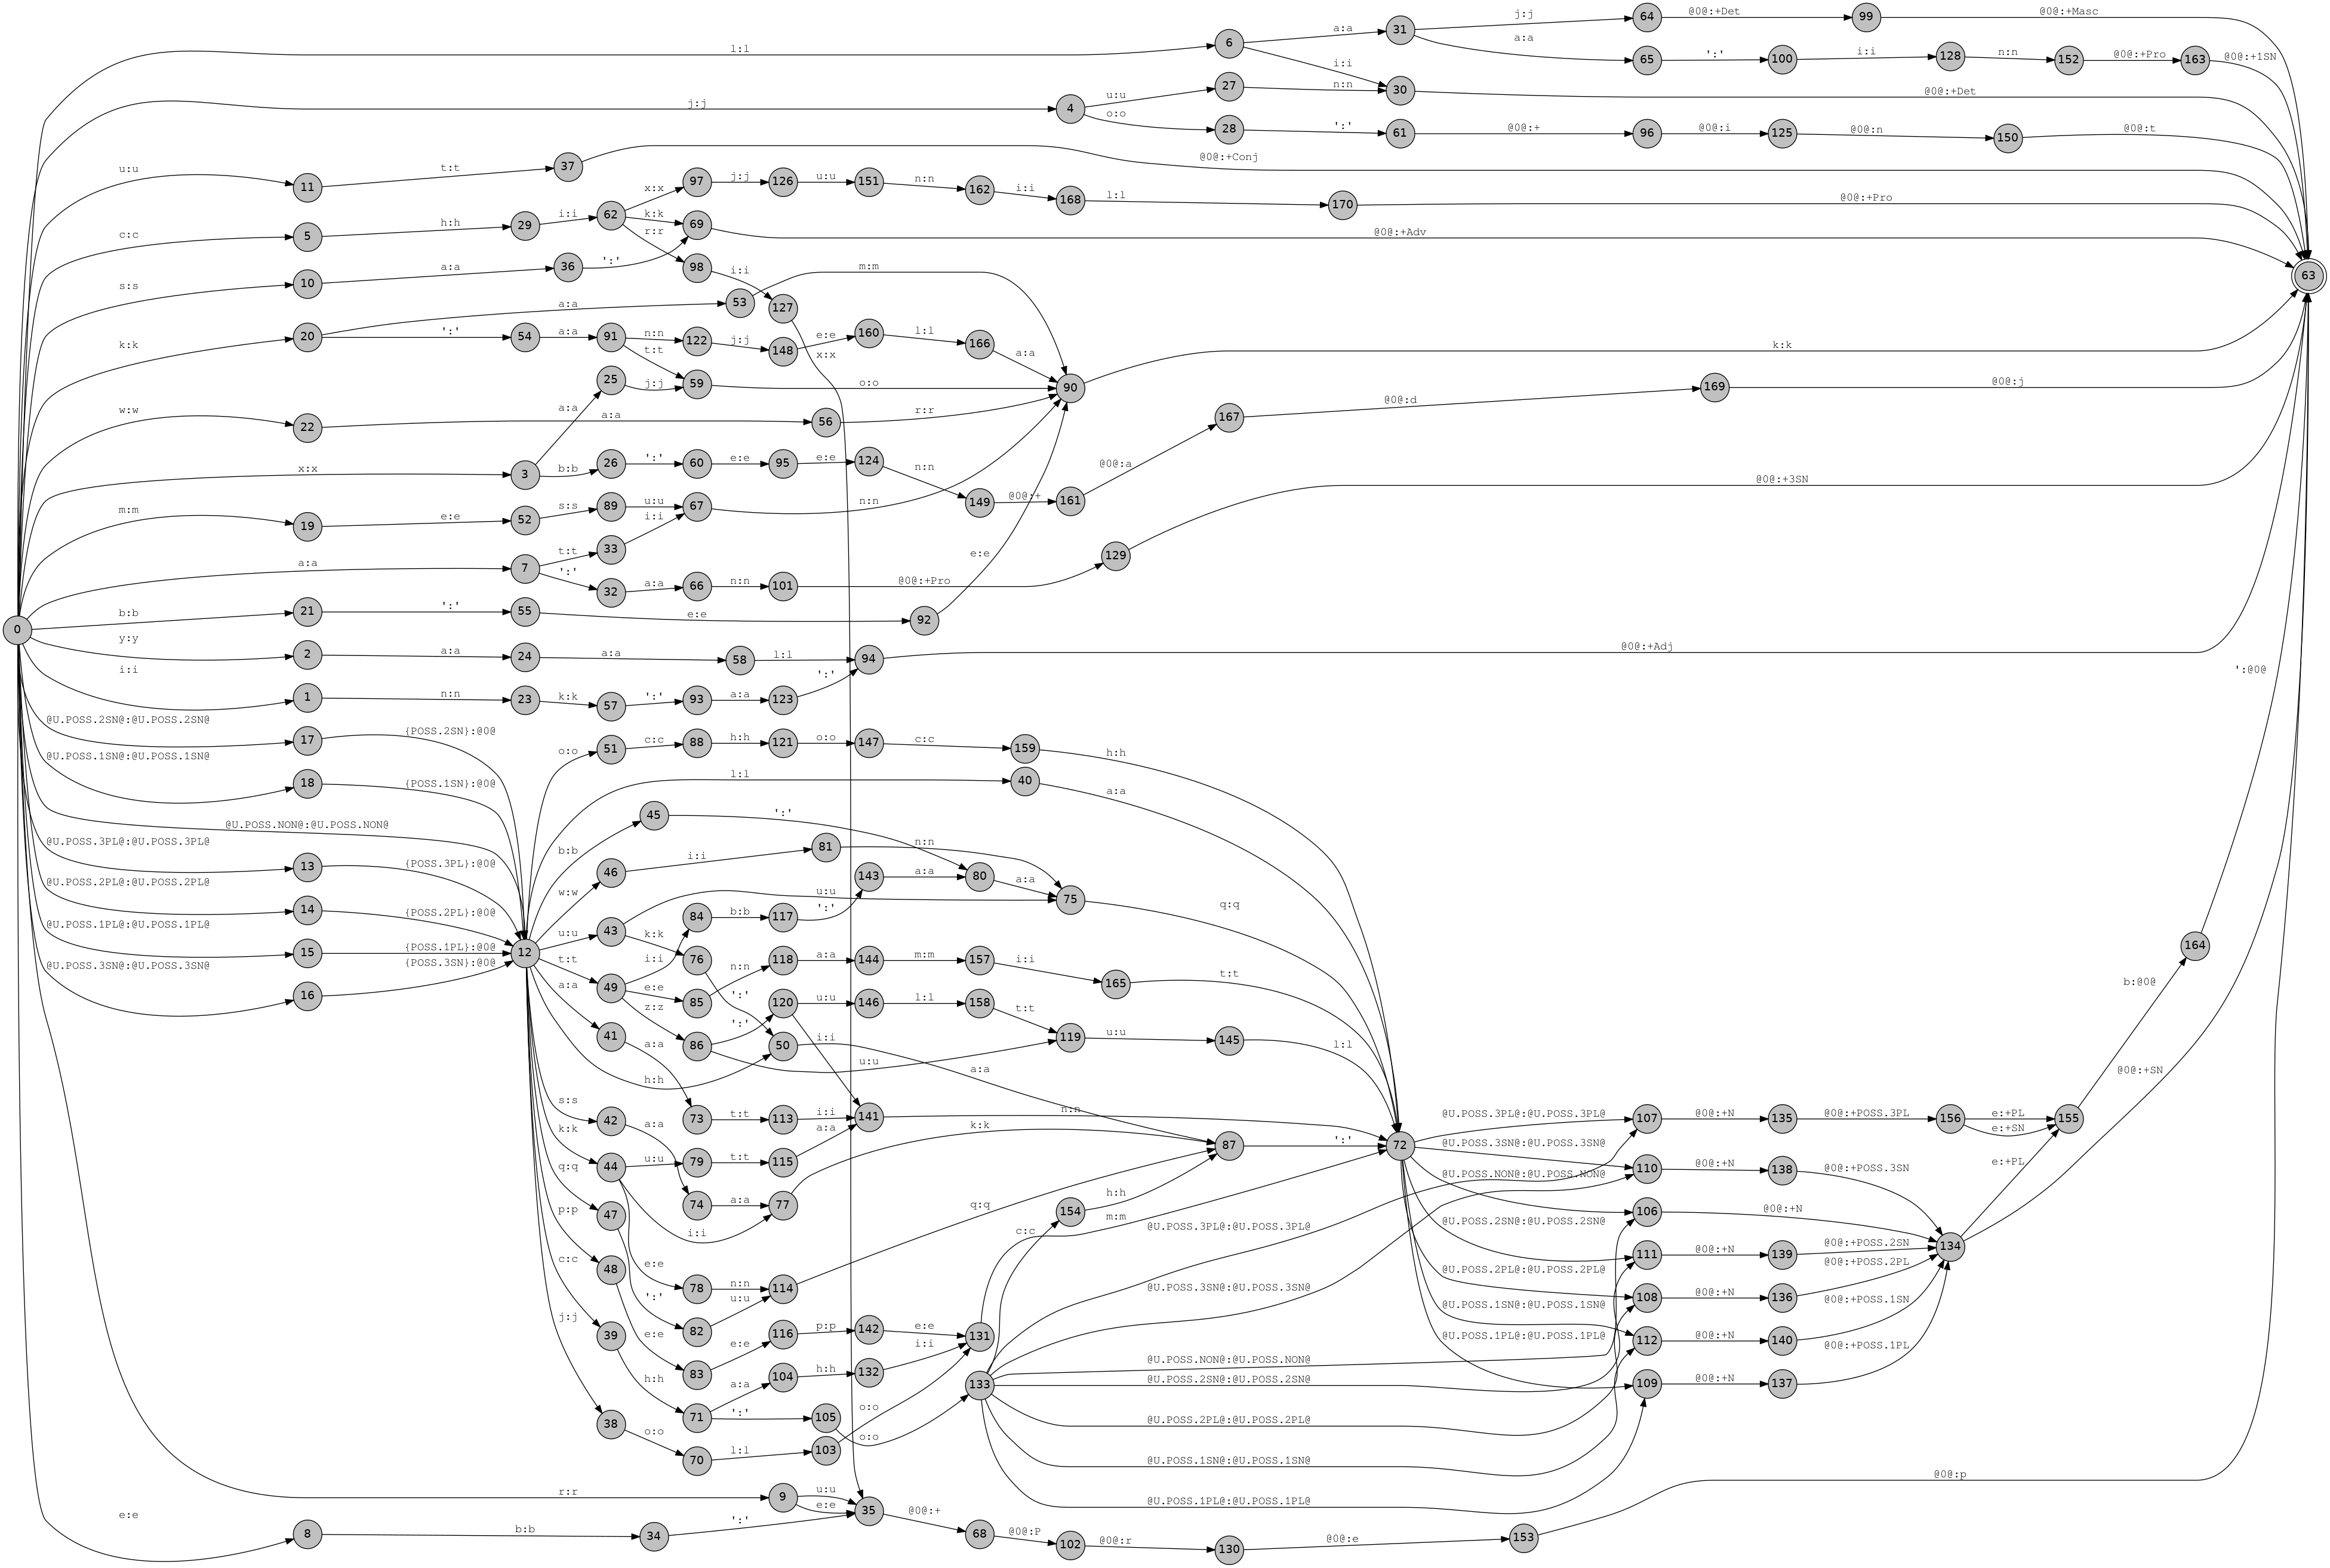 j:j 64 @0@:+Det 99 @0@:+Masc
l:l 6 a:a 31 a:a 65 ':' 100 i:i 128 n:n 152 @0@:+Pro 163 @0@:+1SN
i:i
j:j 4 u:u 27 n:n 30 @0@:+Det
o:o 28 ':' 61 @0@:+ 96 @0@:i 125 @0@:n 150 @0@:t
u:u 11 t:t 37 @0@:+Conj
x:x 97 j:j 126 u:u 151 n:n 162 i:i 168 l:l 170 @0@:+Pro
c:c 5 h:h 29 i:i 62 k:k 69 @0@:+Adv
r:r 98 i:i 127 x:x
s:s 10 a:a 36 ':'
63
k:k 20 a:a 53 m:m
':' 54 a:a 91 n:n 122 j:j 148 e:e 160 l:l 166 a:a
t:t 59 o:o 90 k:k
25 j:j
w:w 22 a:a 56 r:r
167 @0@:d 169 @0@:j
x:x 3 a:a
b:b 26 ':' 60 e:e 95 e:e 124 n:n 149 @0@:+ 161 @0@:a
m:m 19 e:e 52 s:s 89 u:u 67 n:n
a:a 7 t:t 33 i:i
':' 32 a:a 66 n:n 101 @0@:+Pro 129 @0@:+3SN
b:b 21 ':' 55 e:e 92 e:e
0
y:y 2 a:a 24 a:a 58 l:l 94 @0@:+Adj
i:i 1 n:n 23 k:k 57 ':' 93 a:a 123 ':'
@U.POSS.2SN@:@U.POSS.2SN@ 17 {POSS.2SN}:@0@
@U.POSS.1SN@:@U.POSS.1SN@ 18 {POSS.1SN}:@0@
@U.POSS.NON@:@U.POSS.NON@
@U.POSS.3PL@:@U.POSS.3PL@ 13 {POSS.3PL}:@0@
@U.POSS.2PL@:@U.POSS.2PL@ 14 {POSS.2PL}:@0@
@U.POSS.1PL@:@U.POSS.1PL@ 15 {POSS.1PL}:@0@
@U.POSS.3SN@:@U.POSS.3SN@ 16 {POSS.3SN}:@0@
12
o:o 51 c:c 88 h:h 121 o:o 147 c:c 159 h:h
l:l 40 a:a
b:b 45 ':'
w:w 46 i:i 81 n:n
u:u 43 u:u 143 a:a 80 a:a 75 q:q
k:k 76 ':'
t:t 49 i:i 84 b:b 117 ':'
e:e 85 n:n 118 a:a 144 m:m 157 i:i 165 t:t
z:z 86 ':' 120 u:u 146 l:l 158 t:t
u:u 119 u:u 145 l:l
i:i
a:a 41 a:a 73 t:t 113 i:i 141 n:n
h:h 50 a:a
s:s 42 a:a 74 a:a 77 k:k 87 ':' 72
k:k 44 u:u 79 t:t 115 a:a
i:i
e:e 78 n:n 114 q:q
q:q 47 ':' 82 u:u
p:p 48 e:e 83 e:e 116 p:p 142 e:e 131 m:m
c:c 39 h:h 71 a:a 104 h:h 132 i:i
':' 105 o:o 133 c:c 154 h:h
j:j 38 o:o 70 l:l 103 o:o
@U.POSS.3PL@:@U.POSS.3PL@ 107 @0@:+N 135 @0@:+POSS.3PL 156 e:+PL 155 b:@0@ 164 ':@0@
e:+SN
@U.POSS.3SN@:@U.POSS.3SN@ 110 @0@:+N 138 @0@:+POSS.3SN
@U.POSS.NON@:@U.POSS.NON@ 106 @0@:+N 134 e:+PL @0@:+SN
@U.POSS.2SN@:@U.POSS.2SN@ 111 @0@:+N 139 @0@:+POSS.2SN
@U.POSS.2PL@:@U.POSS.2PL@ 108 @0@:+N 136 @0@:+POSS.2PL
@U.POSS.1SN@:@U.POSS.1SN@ 112 @0@:+N 140 @0@:+POSS.1SN
@U.POSS.1PL@:@U.POSS.1PL@ 109 @0@:+N 137 @0@:+POSS.1PL
@U.POSS.3PL@:@U.POSS.3PL@
@U.POSS.3SN@:@U.POSS.3SN@
@U.POSS.NON@:@U.POSS.NON@
@U.POSS.2SN@:@U.POSS.2SN@
@U.POSS.2PL@:@U.POSS.2PL@
@U.POSS.1SN@:@U.POSS.1SN@
@U.POSS.1PL@:@U.POSS.1PL@
r:r 9 u:u
e:e 35 @0@:+ 68 @0@:P 102 @0@:r 130 @0@:e 153 @0@:p
e:e 8 b:b 34 ':'